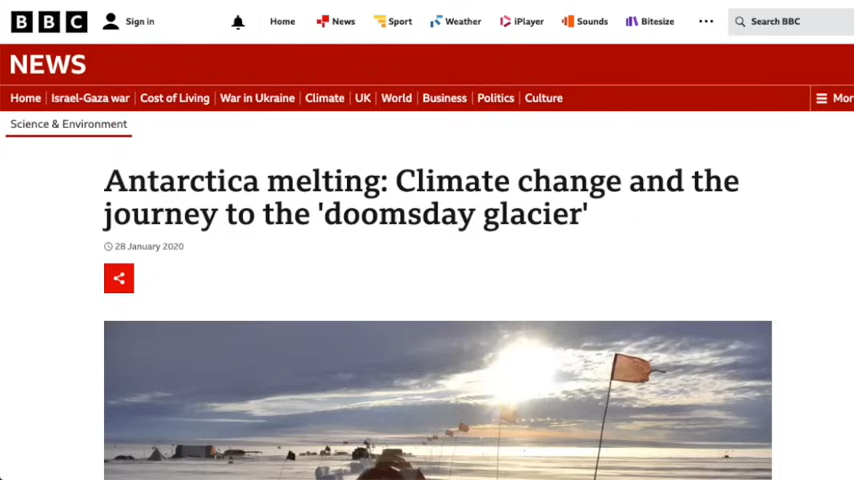 BBC Sign in Home News Sport Weather iPlayer Sounds Bitesize Search BBC
NEWS
Home Israel-Gaza war Cost of Living War in Ukraine Climate UK World Business Politics Culture Mor
Science & Environment
Antarctica melting: Climate change and the
journey to the 'doomsday glacier'
28 January 2020